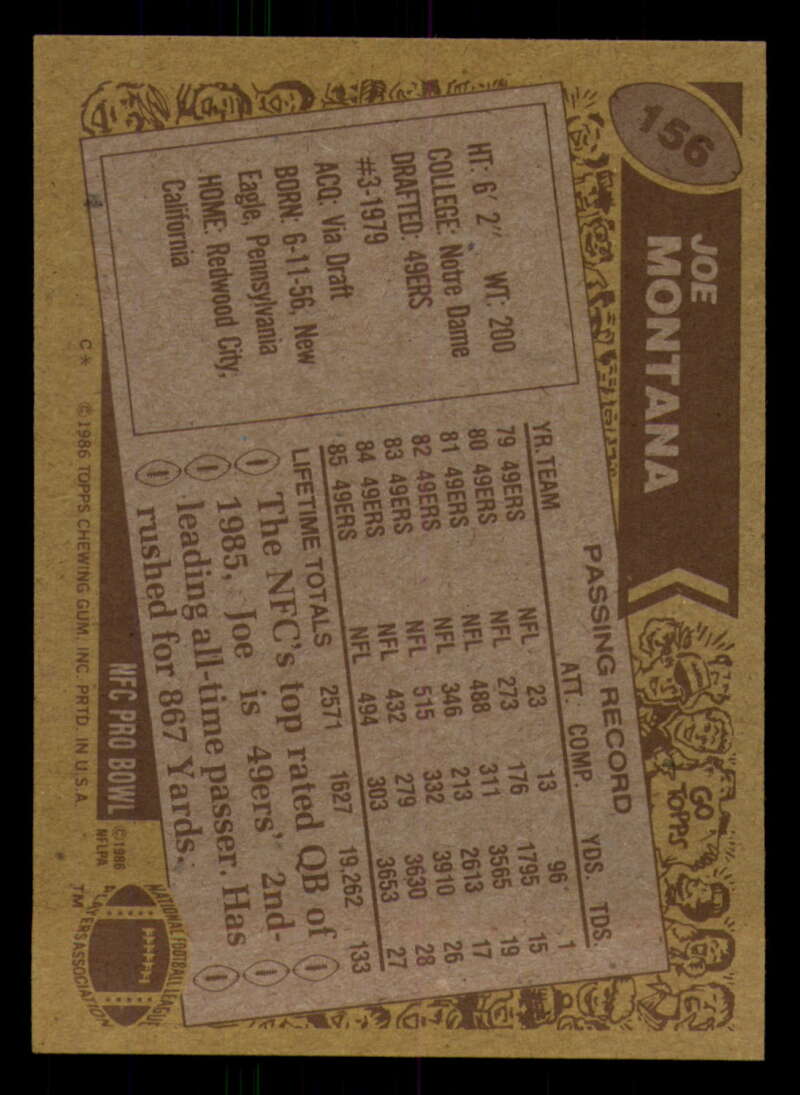 156
JOE
MONTANA
GO
TOPPS
HT: 6' 2" WT: 200
COLLEGE: Notre Dame
DRAFTED: 49ERS
#3-1979
ACQ: Via Draft
BORN: 6-11-56, New
Eagle, Pennsylvania
HOME: Redwood City,
California
PASSING RECORD
YR. TEAM ATT. COMP. YDS. TDS.
79 49ERS NFL 23 13 96 1
80 49ERS NFL 273 176 1795 15
81 49ERS NFL 488 311 3565 19
82 49ERS NFL 346 213 2613 17
83 49ERS NFL 515 332 3910 26
84 49ERS NFL 432 279 3630 28
85 49ERS NFL 494 303 3653 27
LIFETIME TOTALS 2571 1627 19,262 133
The NFC's top rated QB of
1985, Joe is 49ers' 2nd-
leading all-time passer. Has
rushed for 867 Yards.
NFC PRO BOWL
C* ©1986 TOPPS CHEWING GUM, INC. PRTD. IN U.S.A.
©1986
NFLPA
NATIONAL FOOTBALL LEAGUE
PLAYERS ASSOCIATION
TM